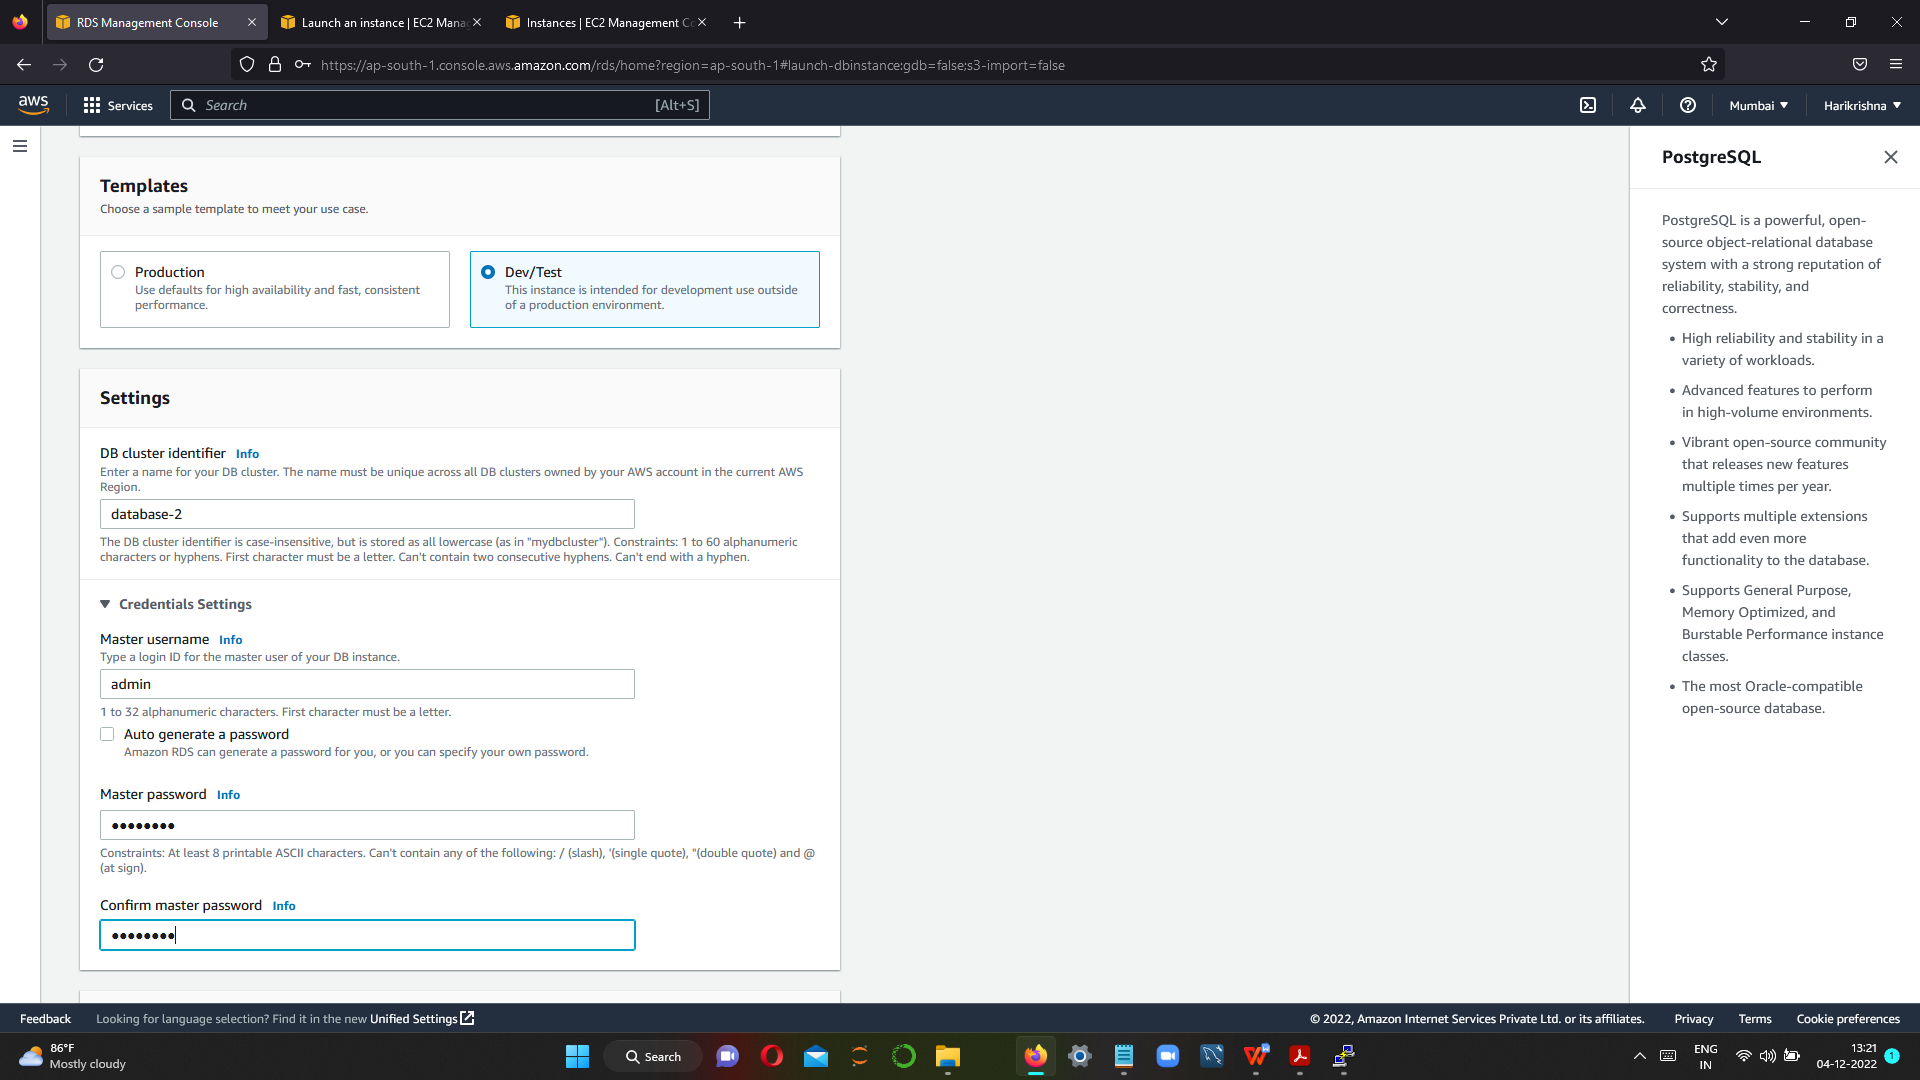 RDS Management Console
Launch an instance | EC2 Mana
Instances | EC2 Management Co
https://ap-south-1.console.aws.amazon.com/rds/home?region=ap-south-1#launch-dbinstance:gdb=false;s3-import=false
aws
Services
Search
[Alt+S]
Mumbai
Harikrishna
Templates
Choose a sample template to meet your use case.
Production
Use defaults for high availability and fast, consistent
performance.
Dev/Test
This instance is intended for development use outside
of a production environment.
Settings
DB cluster identifier Info
Enter a name for your DB cluster. The name must be unique across all DB clusters owned by your AWS account in the current AWS
Region.
database-2
The DB cluster identifier is case-insensitive, but is stored as all lowercase (as in "mydbcluster"). Constraints: 1 to 60 alphanumeric
characters or hyphens. First character must be a letter. Can't contain two consecutive hyphens. Can't end with a hyphen.
Credentials Settings
Master username Info
Type a login ID for the master user of your DB instance.
admin
1 to 32 alphanumeric characters. First character must be a letter.
Auto generate a password
Amazon RDS can generate a password for you, or you can specify your own password.
Master password Info
••••••••
Constraints: At least 8 printable ASCII characters. Can't contain any of the following: / (slash), '(single quote), "(double quote) and @
(at sign).
Confirm master password Info
••••••••
PostgreSQL
PostgreSQL is a powerful, open-
source object-relational database
system with a strong reputation of
reliability, stability, and
correctness.
• High reliability and stability in a
variety of workloads.
• Advanced features to perform
in high-volume environments.
• Vibrant open-source community
that releases new features
multiple times per year.
• Supports multiple extensions
that add even more
functionality to the database.
• Supports General Purpose,
Memory Optimized, and
Burstable Performance instance
classes.
• The most Oracle-compatible
open-source database.
Feedback
Looking for language selection? Find it in the new Unified Settings
© 2022, Amazon Internet Services Private Ltd. or its affiliates.
Privacy
Terms
Cookie preferences
86°F
Mostly cloudy
Search
ENG
IN
13:21
04-12-2022
1